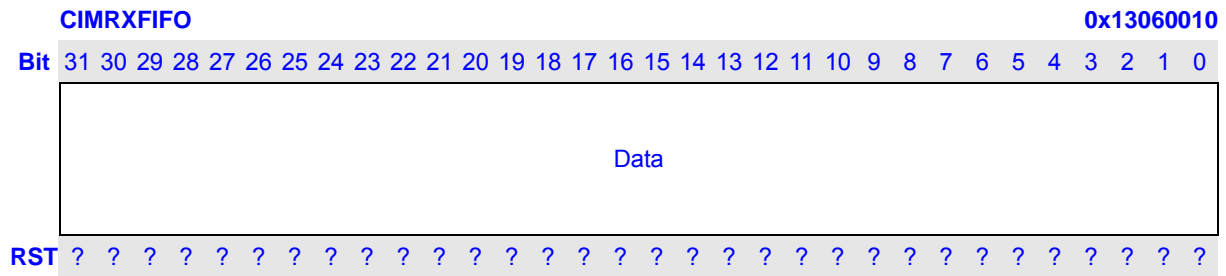 CIMRXFIFO 0x13060010
Bit 31 30 29 28 27 26 25 24 23 22 21 20 19 18 17 16 15 14 13 12 11 10 9 8 7 6 5 4 3 2 1 0
Data
RST ? ? ? ? ? ? ? ? ? ? ? ? ? ? ? ? ? ? ? ? ? ? ? ? ? ? ? ? ? ? ? ?